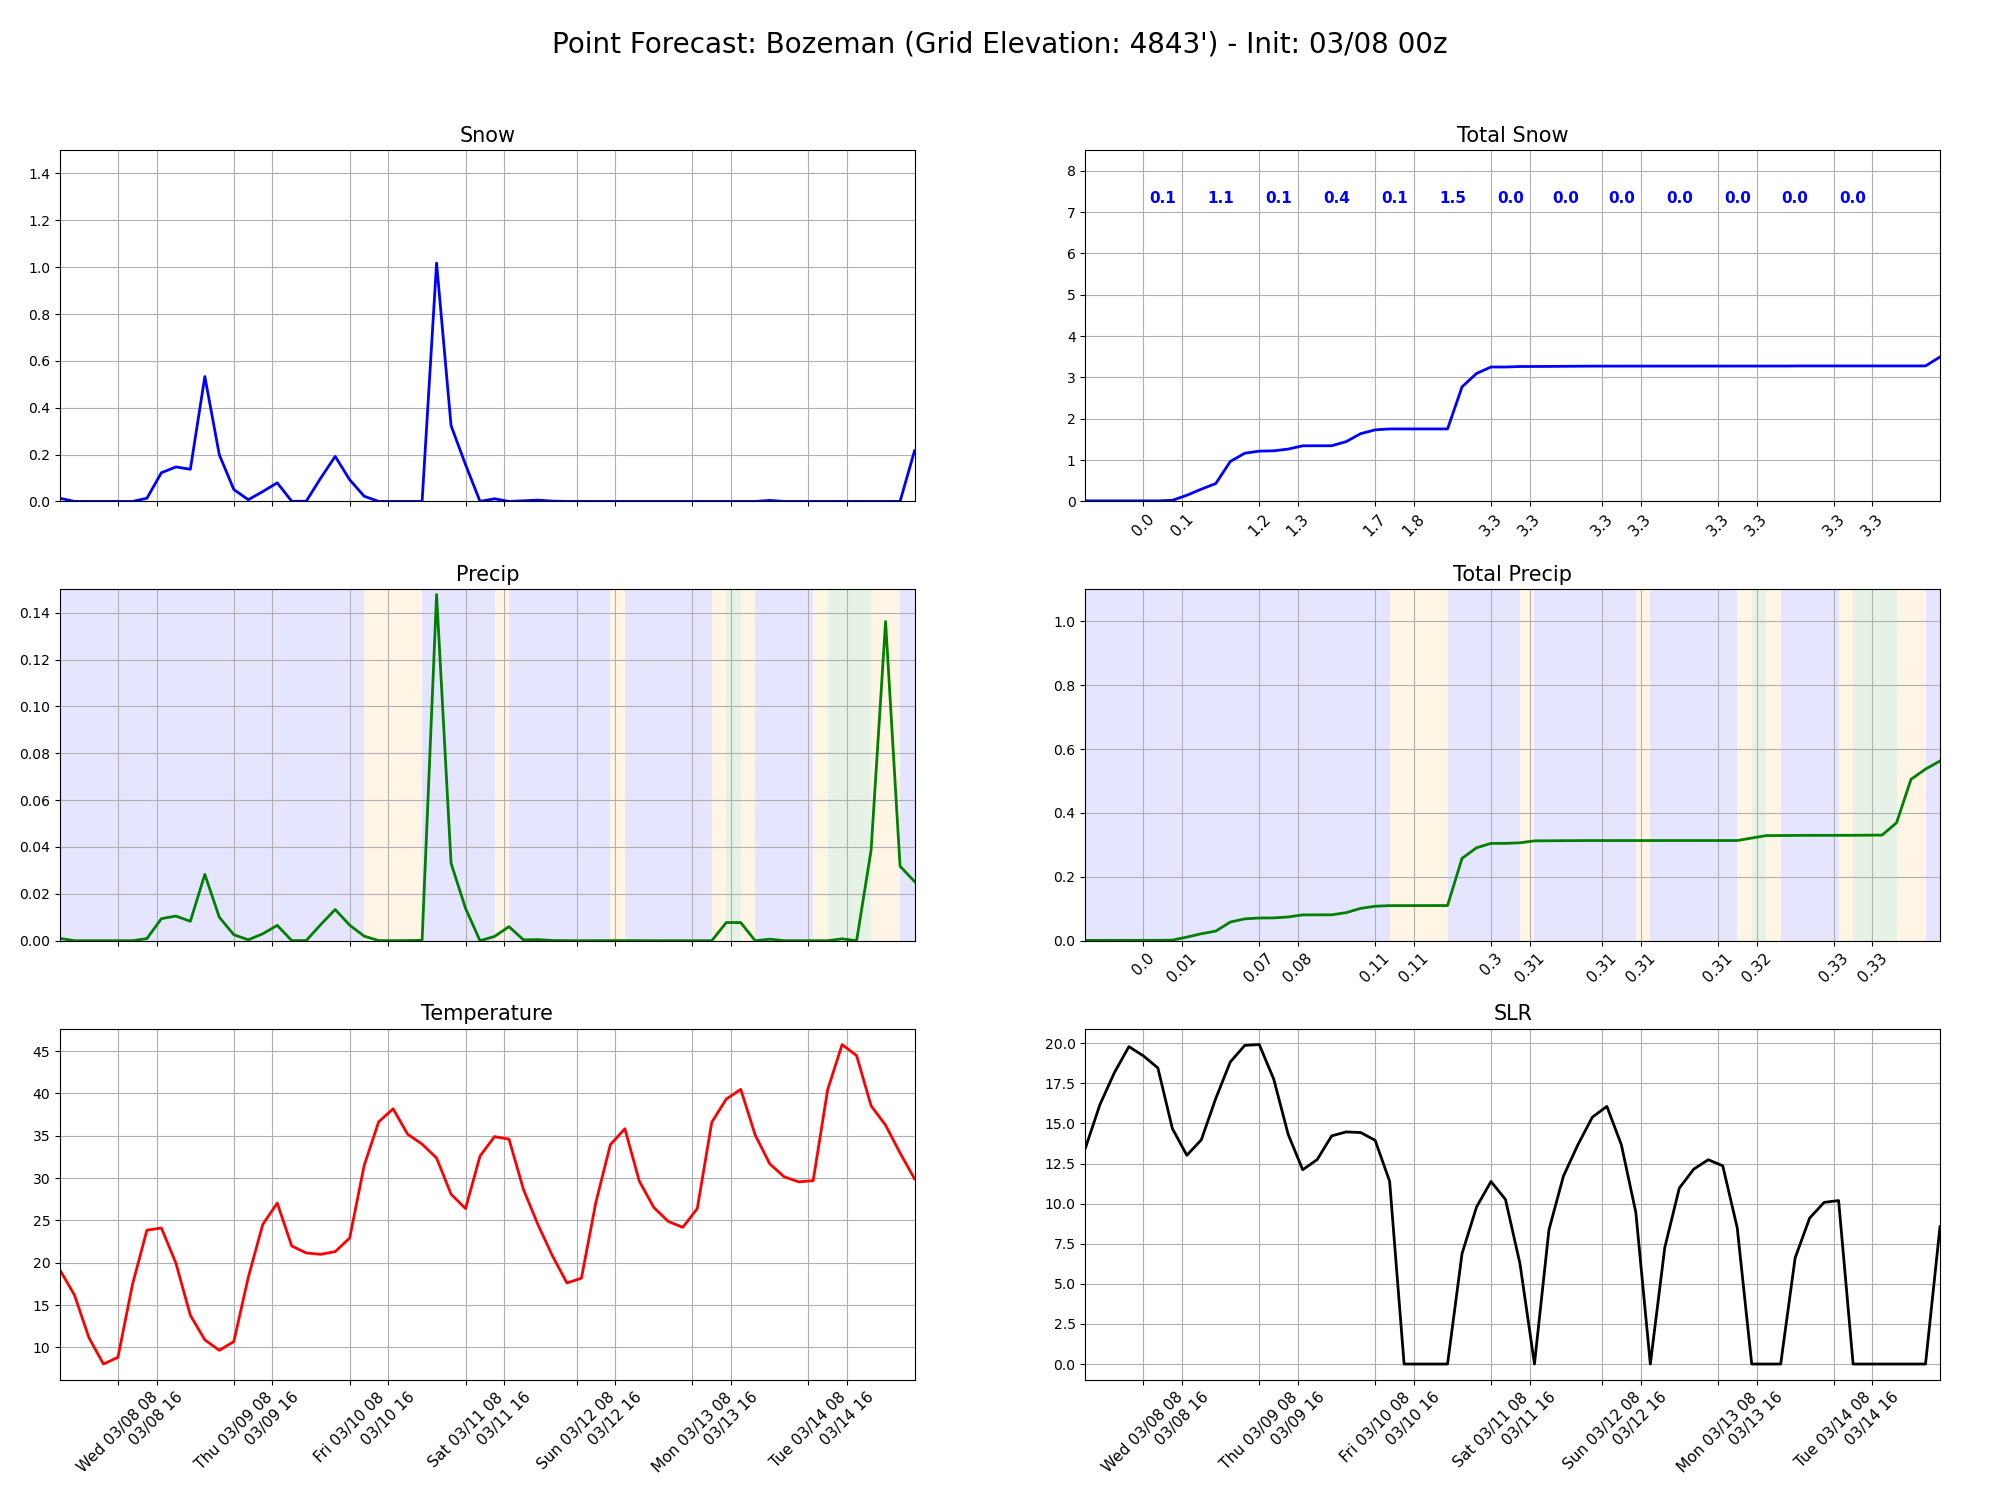 Point Forecast: Bozeman (Grid Elevation: 4843') - Init: 03/08 00z
Snow
1.4
1.2
1.0
0.8
0.6
0.4
0.2
0.0
Total Snow
8
7
6
5
4
3
2
1
0
0.1 1.1 0.1 0.4 0.1 1.5 0.0 0.0 0.0 0.0 0.0 0.0 0.0
0.0 0.1 1.2 1.3 1.7 1.8 3.3 3.3 3.3 3.3 3.3 3.3 3.3 3.3
Precip
0.14
0.12
0.10
0.08
0.06
0.04
0.02
0.00
Total Precip
1.0
0.8
0.6
0.4
0.2
0.0
0.0 0.01 0.07 0.08 0.11 0.11 0.3 0.31 0.31 0.31 0.31 0.32 0.33 0.33
Temperature
45
40
35
30
25
20
15
10
Wed 03/08 08
03/08 16
Thu 03/09 08
03/09 16
Fri 03/10 08
03/10 16
Sat 03/11 08
03/11 16
Sun 03/12 08
03/12 16
Mon 03/13 08
03/13 16
Tue 03/14 08
03/14 16
SLR
20.0
17.5
15.0
12.5
10.0
7.5
5.0
2.5
0.0
Wed 03/08 08
03/08 16
Thu 03/09 08
03/09 16
Fri 03/10 08
03/10 16
Sat 03/11 08
03/11 16
Sun 03/12 08
03/12 16
Mon 03/13 08
03/13 16
Tue 03/14 08
03/14 16